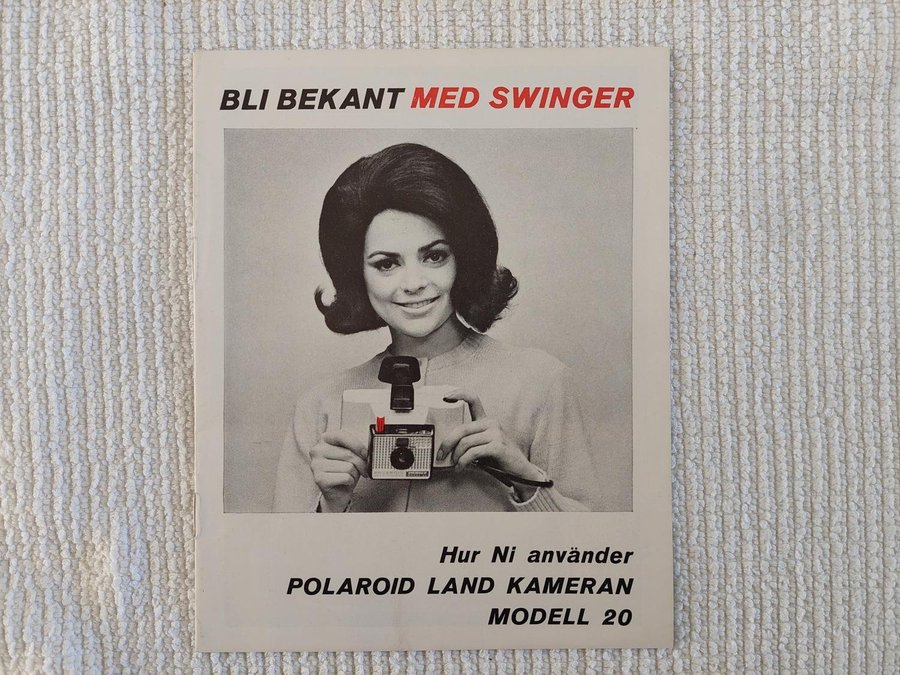 BLI BEKANT MED SWINGER
Hur Ni använder
POLAROID LAND KAMERAN
MODELL 20